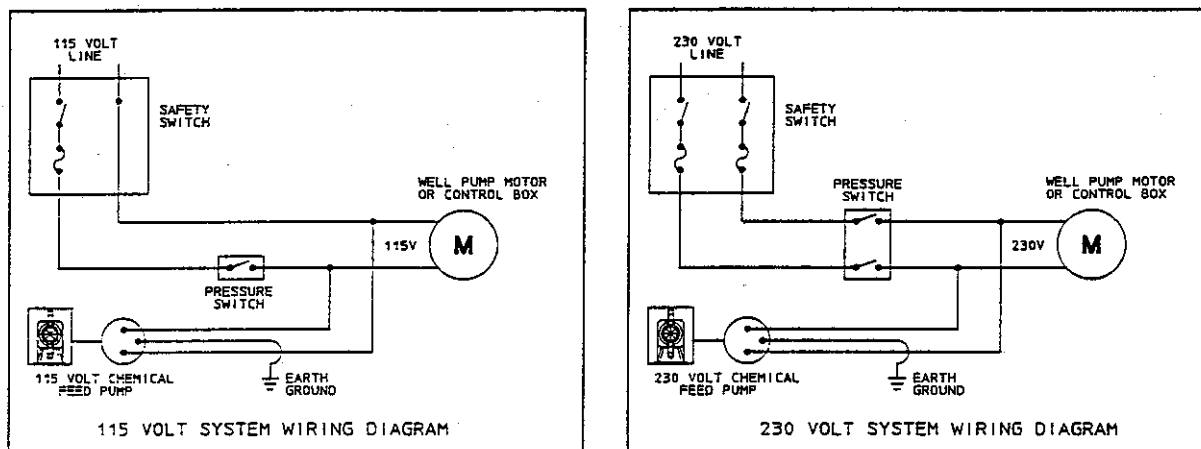 115 VOLT
LINE
SAFETY
SWITCH
WELL PUMP MOTOR
OR CONTROL BOX
115V
M
PRESSURE
SWITCH
115 VOLT CHEMICAL
FEED PUMP
EARTH
GROUND
115 VOLT SYSTEM WIRING DIAGRAM
230 VOLT
LINE
SAFETY
SWITCH
PRESSURE
SWITCH
WELL PUMP MOTOR
OR CONTROL BOX
230V
M
230 VOLT CHEMICAL
FEED PUMP
EARTH
GROUND
230 VOLT SYSTEM WIRING DIAGRAM